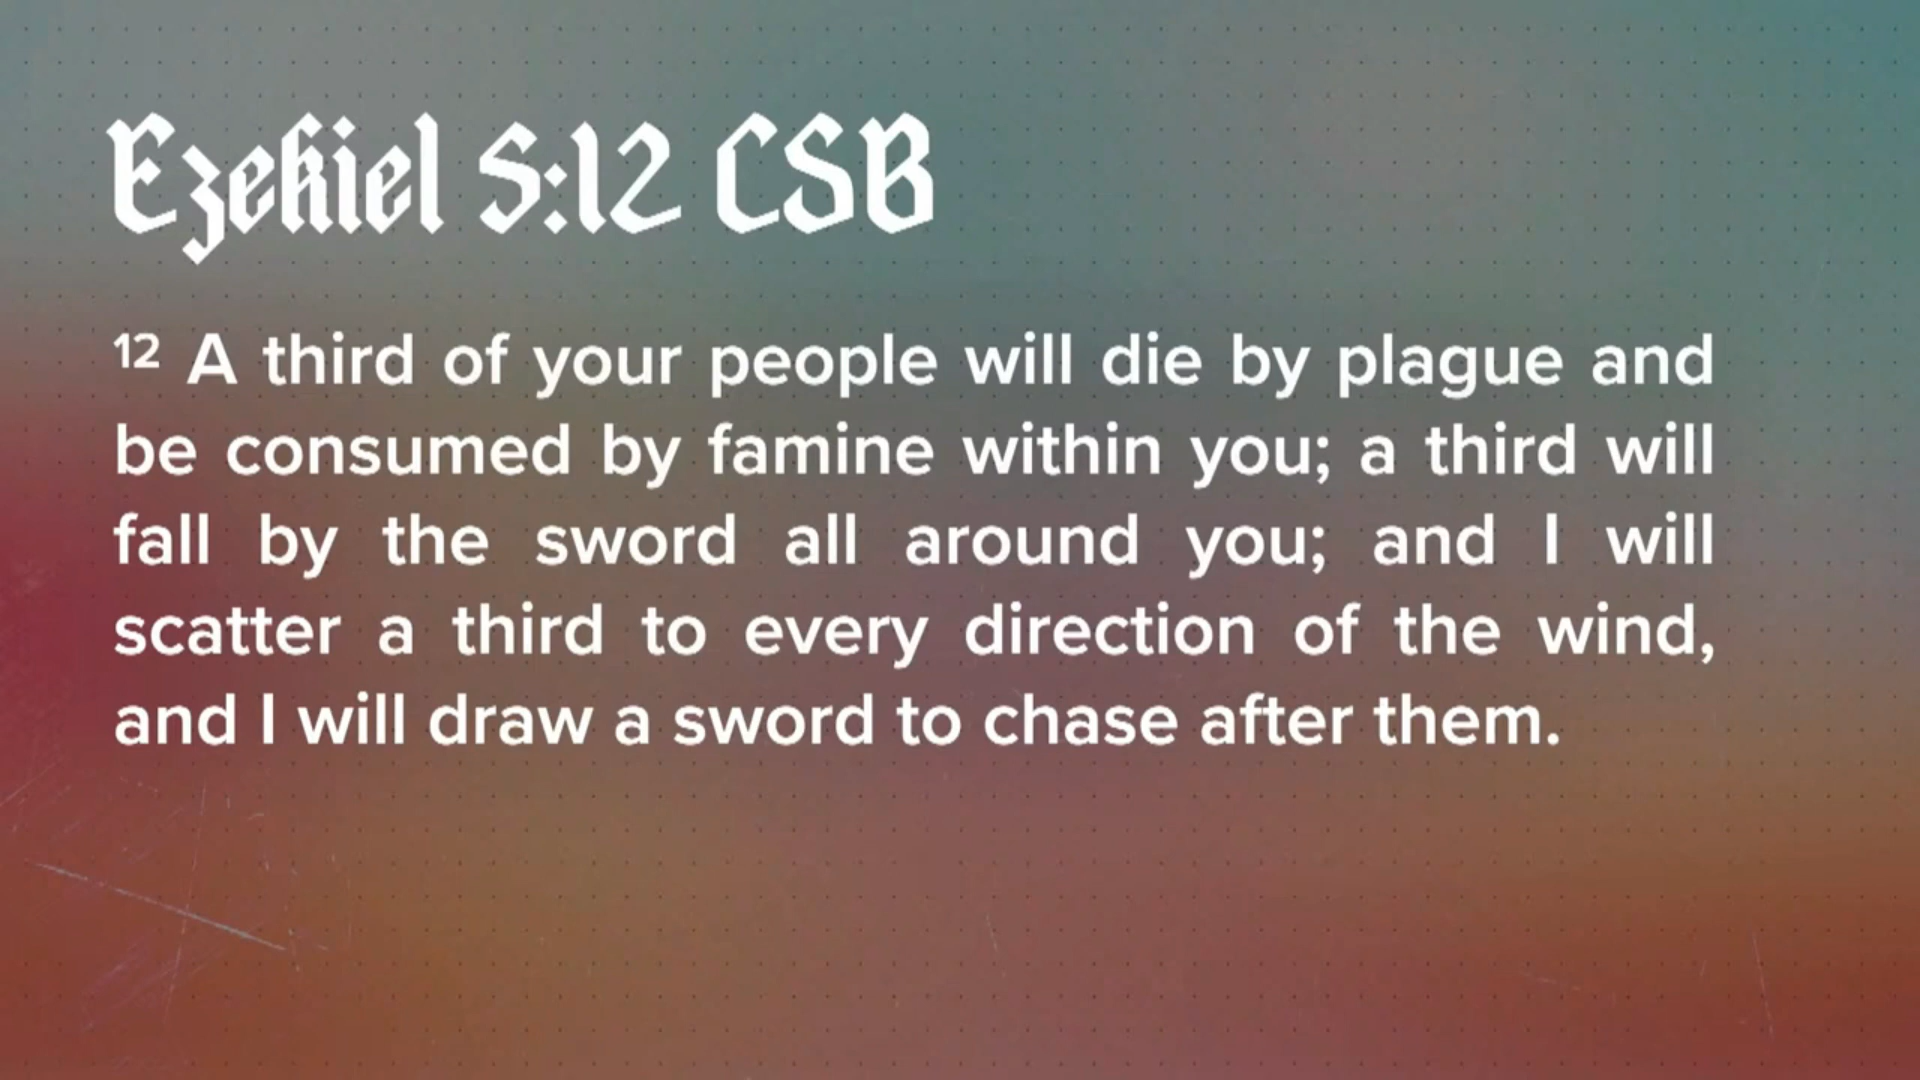 Ezekiel 5:12 CSB
12 A third of your people will die by plague and
be consumed by famine within you; a third will
fall by the sword all around you; and I will
scatter a third to every direction of the wind,
and I will draw a sword to chase after them.